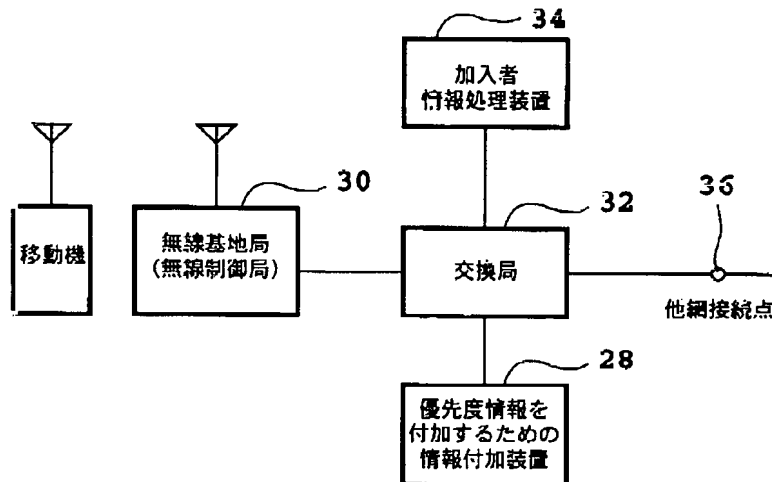 34
加入者
情報処理装置
30
32
36
移動機
無線基地局
(無線制御局)
交換局
他網接続点
28
優先度情報を
付加するための
情報付加装置